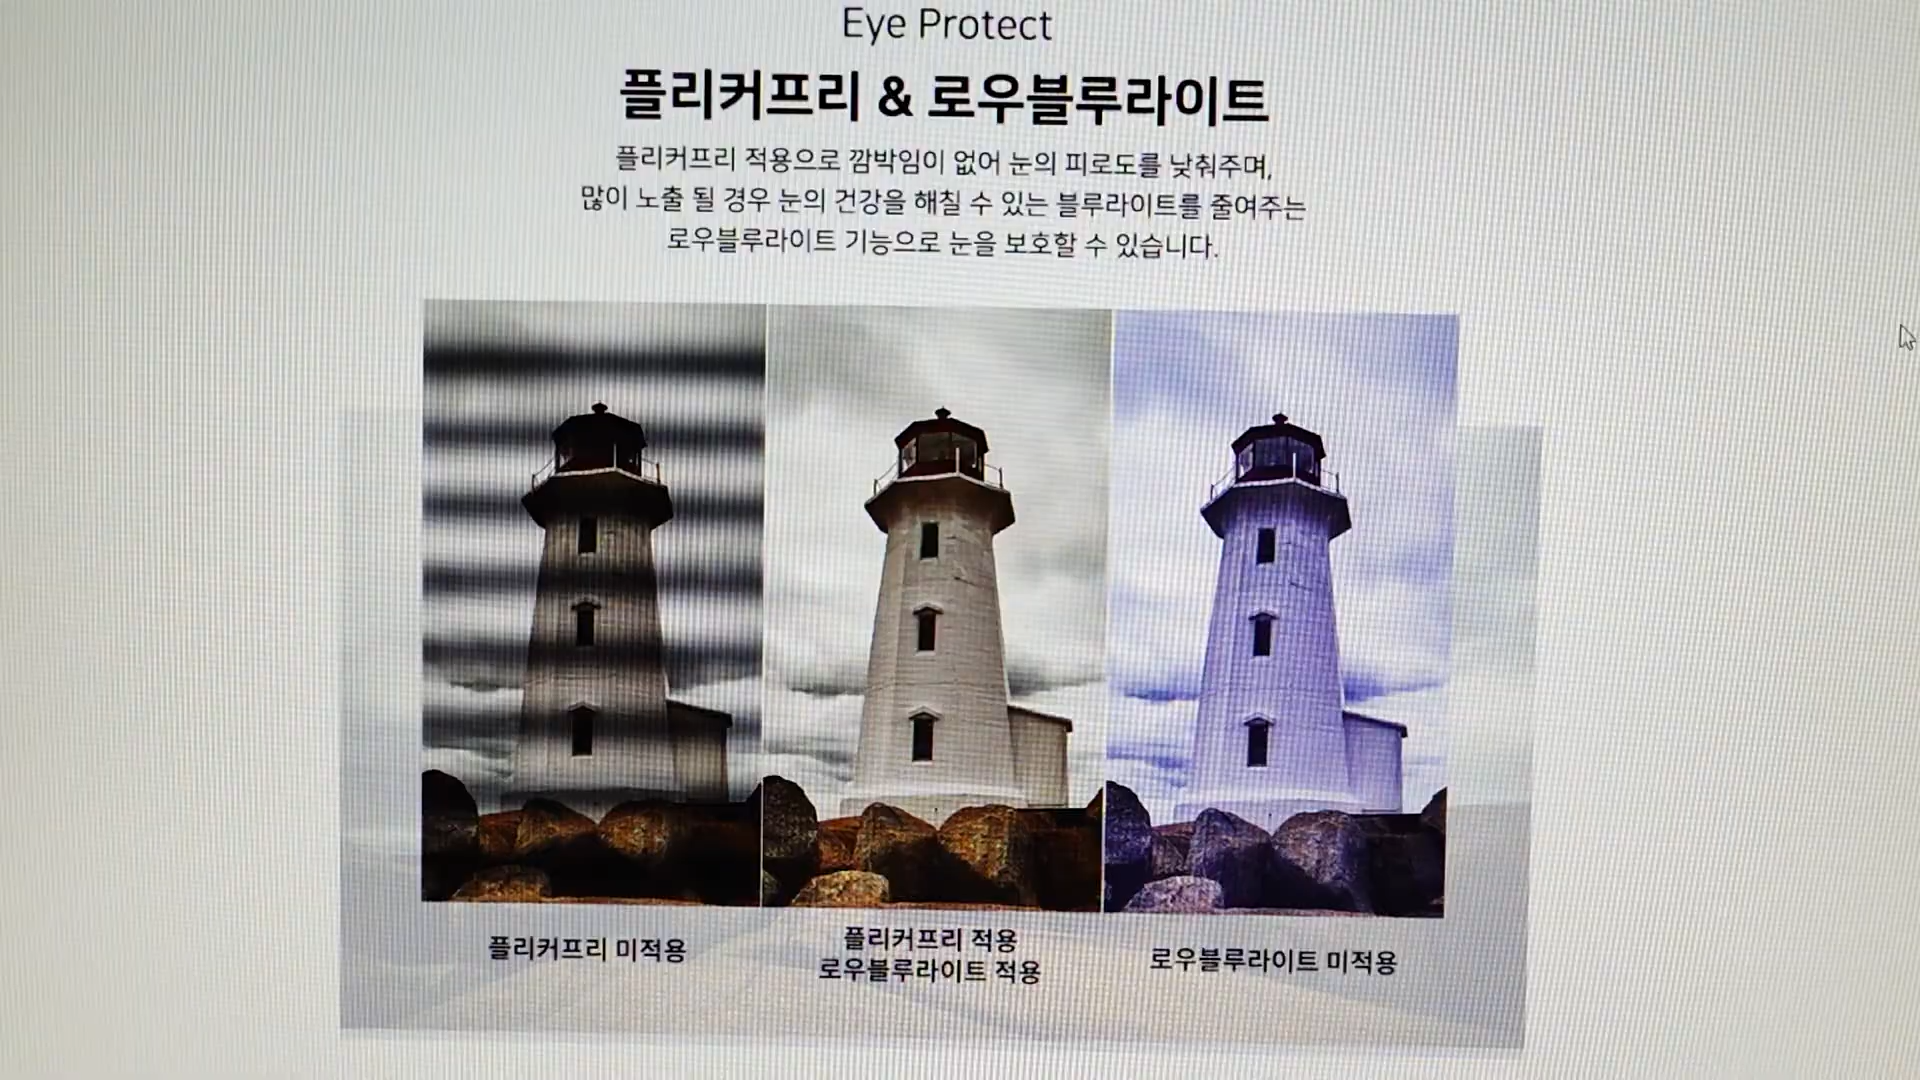 Eye Protect
플리커프리 & 로우블루라이트
플리커프리 적용으로 깜박임이 없어 눈의 피로도를 낮춰주며,
많이 노출 될 경우 눈의 건강을 해칠 수 있는 블루라이트를 줄여주는
로우블루라이트 기능으로 눈을 보호할 수 있습니다.
플리커프리 미적용
플리커프리 적용
로우블루라이트 적용
로우블루라이트 미적용